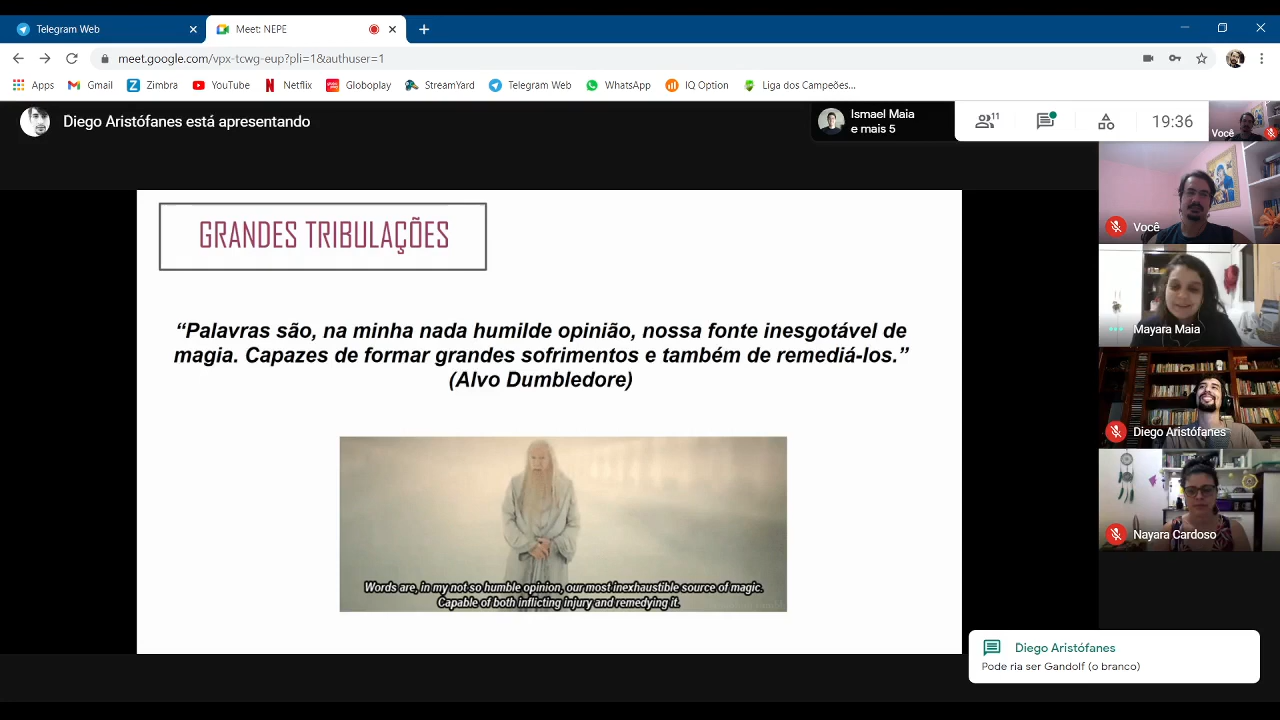 Telegram Web
Meet: NEPE
meet.google.com/vpx-tcwg-eup?pli=1&authuser=1
Apps
Gmail
Zimbra
YouTube
Netflix
Globoplay
StreamYard
Telegram Web
WhatsApp
IQ Option
Liga dos Campeões...
Diego Aristófanes está apresentando
Ismael Maia
e mais 5
11
19:36
Você
GRANDES TRIBULAÇÕES
“Palavras são, na minha nada humilde opinião, nossa fonte inesgotável de
magia. Capazes de formar grandes sofrimentos e também de remediá-los.”
(Alvo Dumbledore)
Words are, in my not so humble opinion, our most inexhaustible source of magic.
Capable of both inflicting injury and remedying it.
Você
Mayara Maia
Diego Aristófanes
Nayara Cardoso
Diego Aristófanes
Pode ria ser Gandolf (o branco)